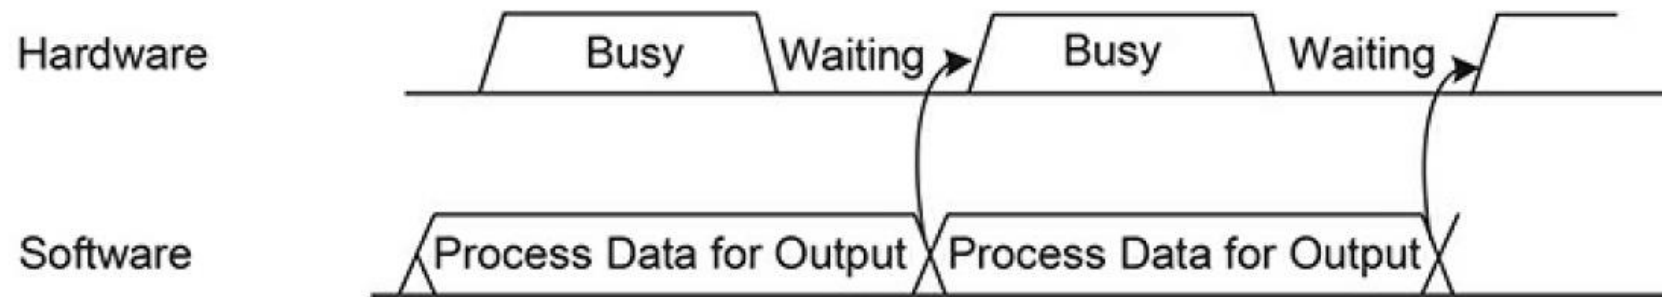 Hardware Busy Waiting Busy Waiting
Software Process Data for Output Process Data for Output